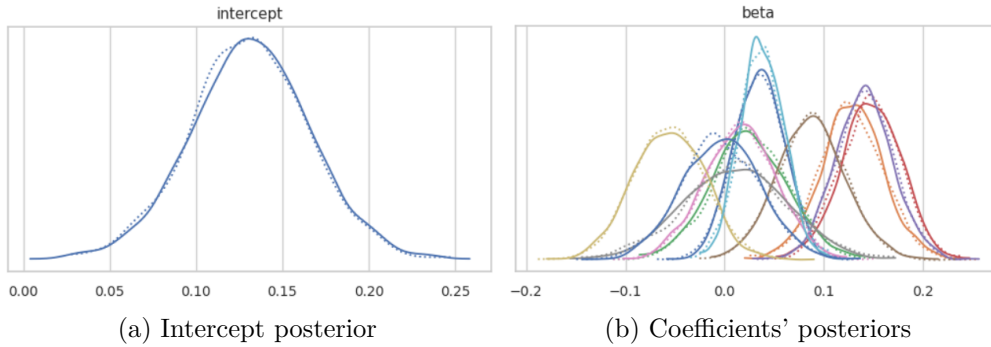 intercept
0.00 0.05 0.10 0.15 0.20 0.25
(a) Intercept posterior
beta
−0.2 −0.1 0.0 0.1 0.2
(b) Coefficients' posteriors